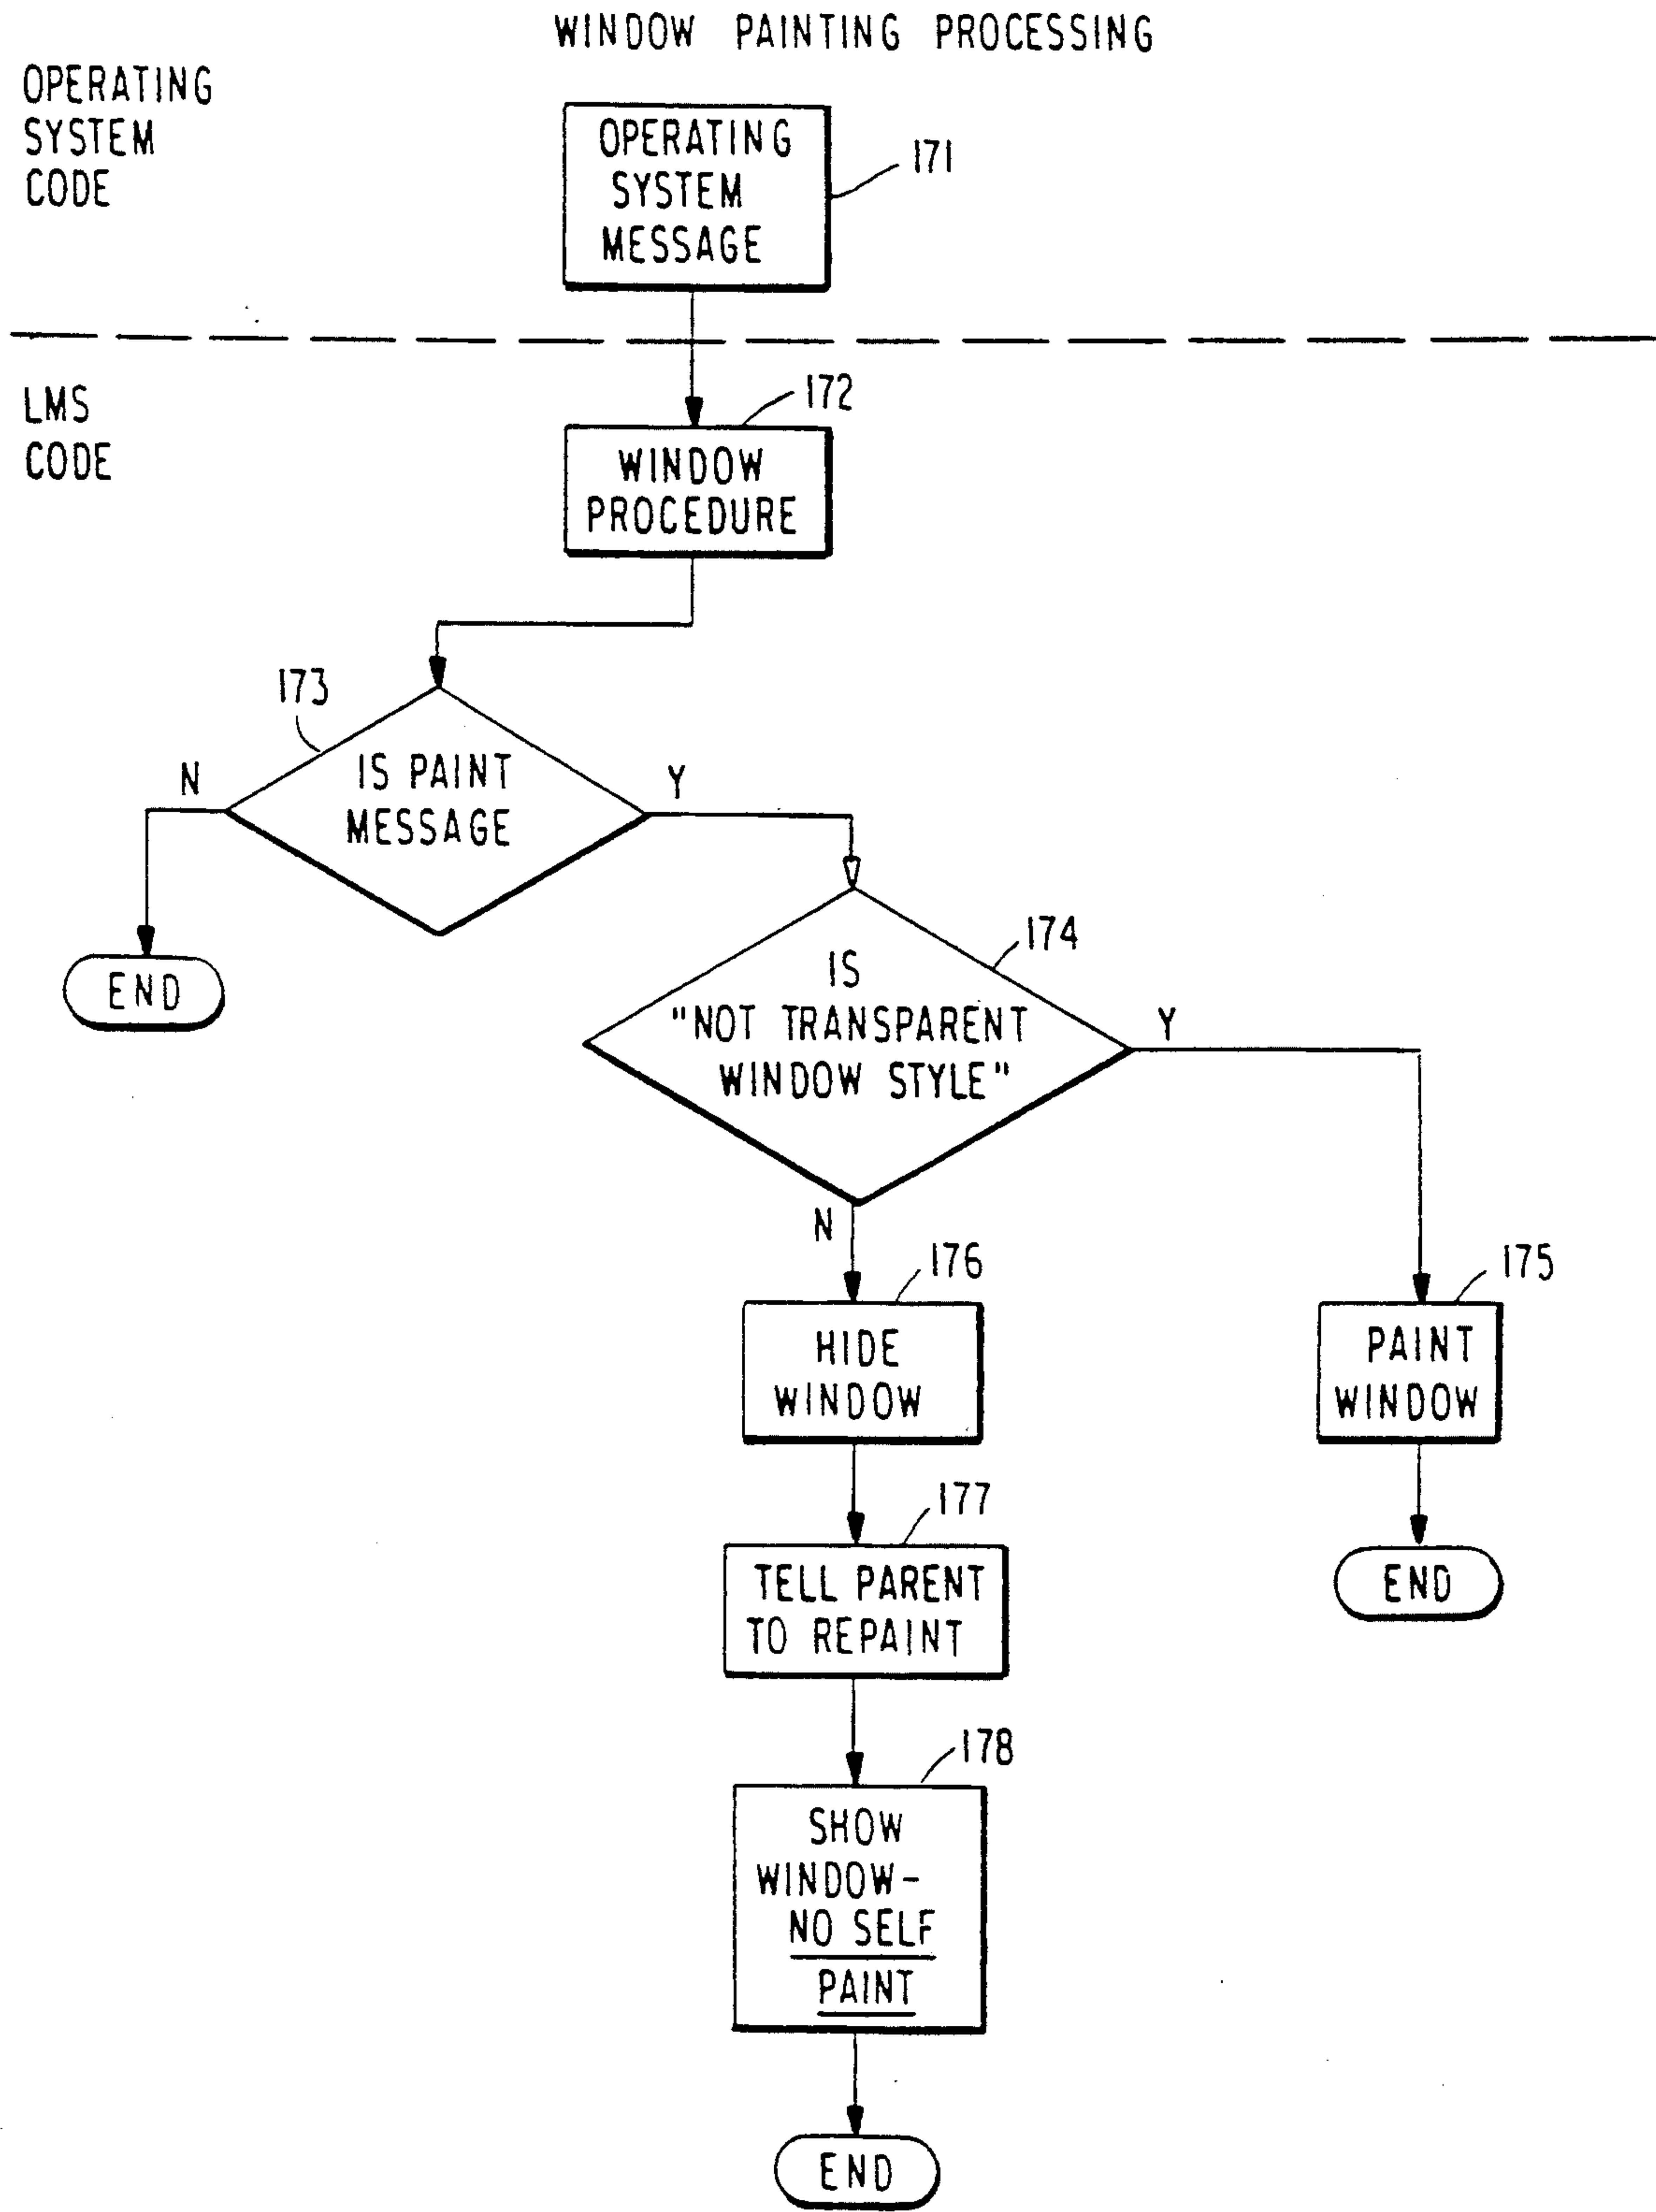 WINDOW PAINTING PROCESSING
OPERATING
SYSTEM
CODE
OPERATING
SYSTEM
MESSAGE
171
LMS
CODE
172
WINDOW
PROCEDURE
173
N
IS PAINT
MESSAGE
Y
END
174
IS
"NOT TRANSPARENT
WINDOW STYLE"
Y
N
176
HIDE
WINDOW
175
PAINT
WINDOW
177
TELL PARENT
TO REPAINT
END
178
SHOW
WINDOW-
NO SELF
PAINT
END